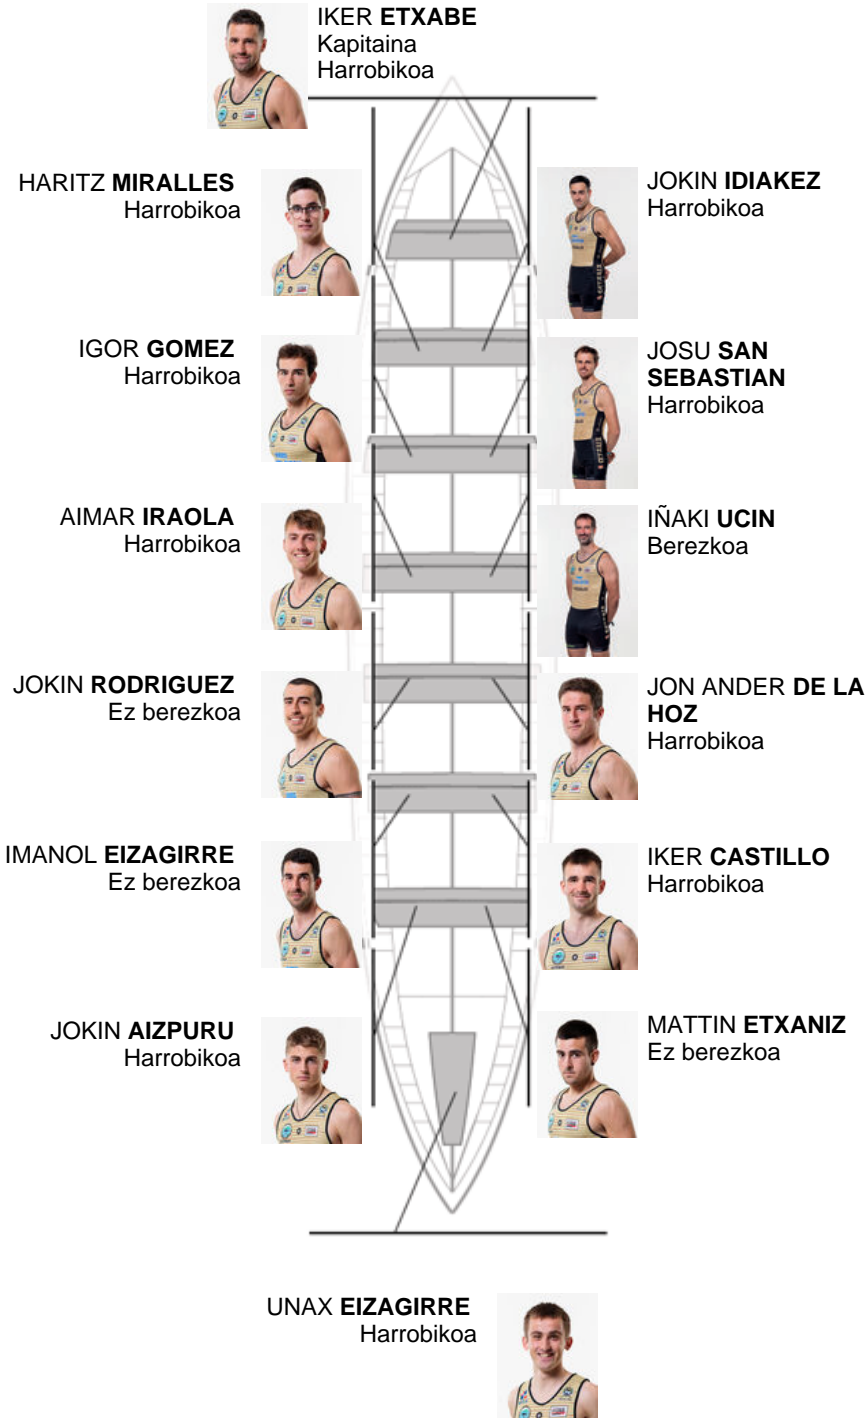 IKER ETXABE
Kapitaina
Harrobikoa
HARITZ MIRALLES
Harrobikoa
JOKIN IDIAKEZ
Harrobikoa
IGOR GOMEZ
Harrobikoa
JOSU SAN
SEBASTIAN
Harrobikoa
AIMAR IRAOLA
Harrobikoa
IÑAKI UCIN
Berezkoa
JOKIN RODRIGUEZ
Ez berezkoa
JON ANDER DE LA
HOZ
Harrobikoa
IMANOL EIZAGIRRE
Ez berezkoa
IKER CASTILLO
Harrobikoa
JOKIN AIZPURU
Harrobikoa
MATTIN ETXANIZ
Ez berezkoa
UNAX EIZAGIRRE
Harrobikoa